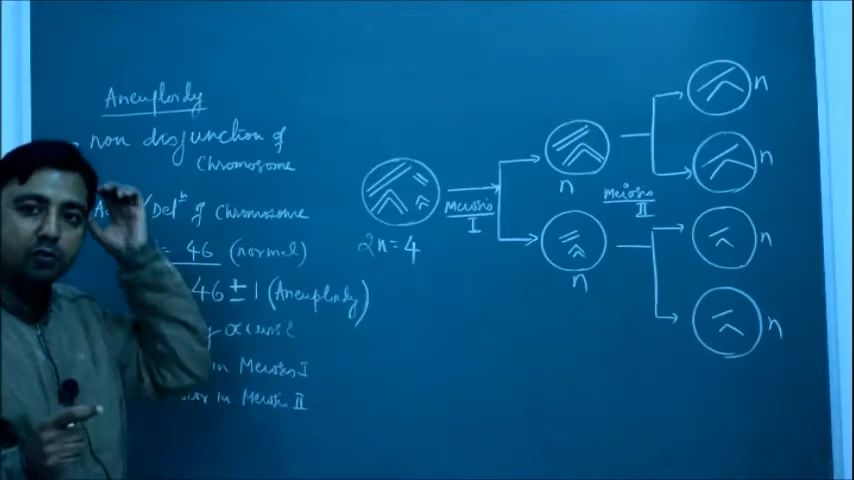 Aneuploidy
non disjunction of
Chromosome
/Delⁿ of Chromosome
= 46 (normal)
46 ± 1 (Aneuploidy)
occurs
in Meiosis I
in Meiosis II
2n=4
Meiosis
I
n
n
Meiosis
II
n
n
n
n